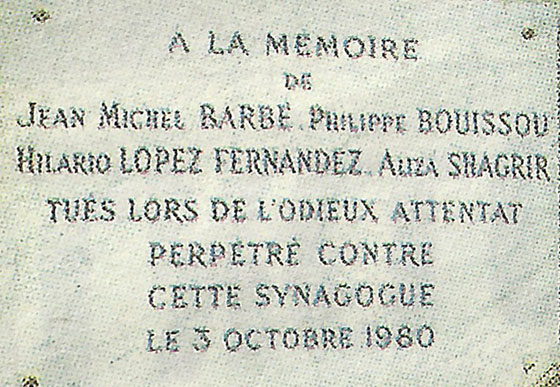 A LA MÉMOIRE
DE
JEAN MICHEL BARBÉ. PHILIPPE BOUISSOU
HILARIO LOPEZ FERNANDEZ. ALIZA SHAGRIR
TUÉS LORS DE L'ODIEUX ATTENTAT
PERPÉTRÉ CONTRE
CETTE SYNAGOGUE
LE 3 OCTOBRE 1980